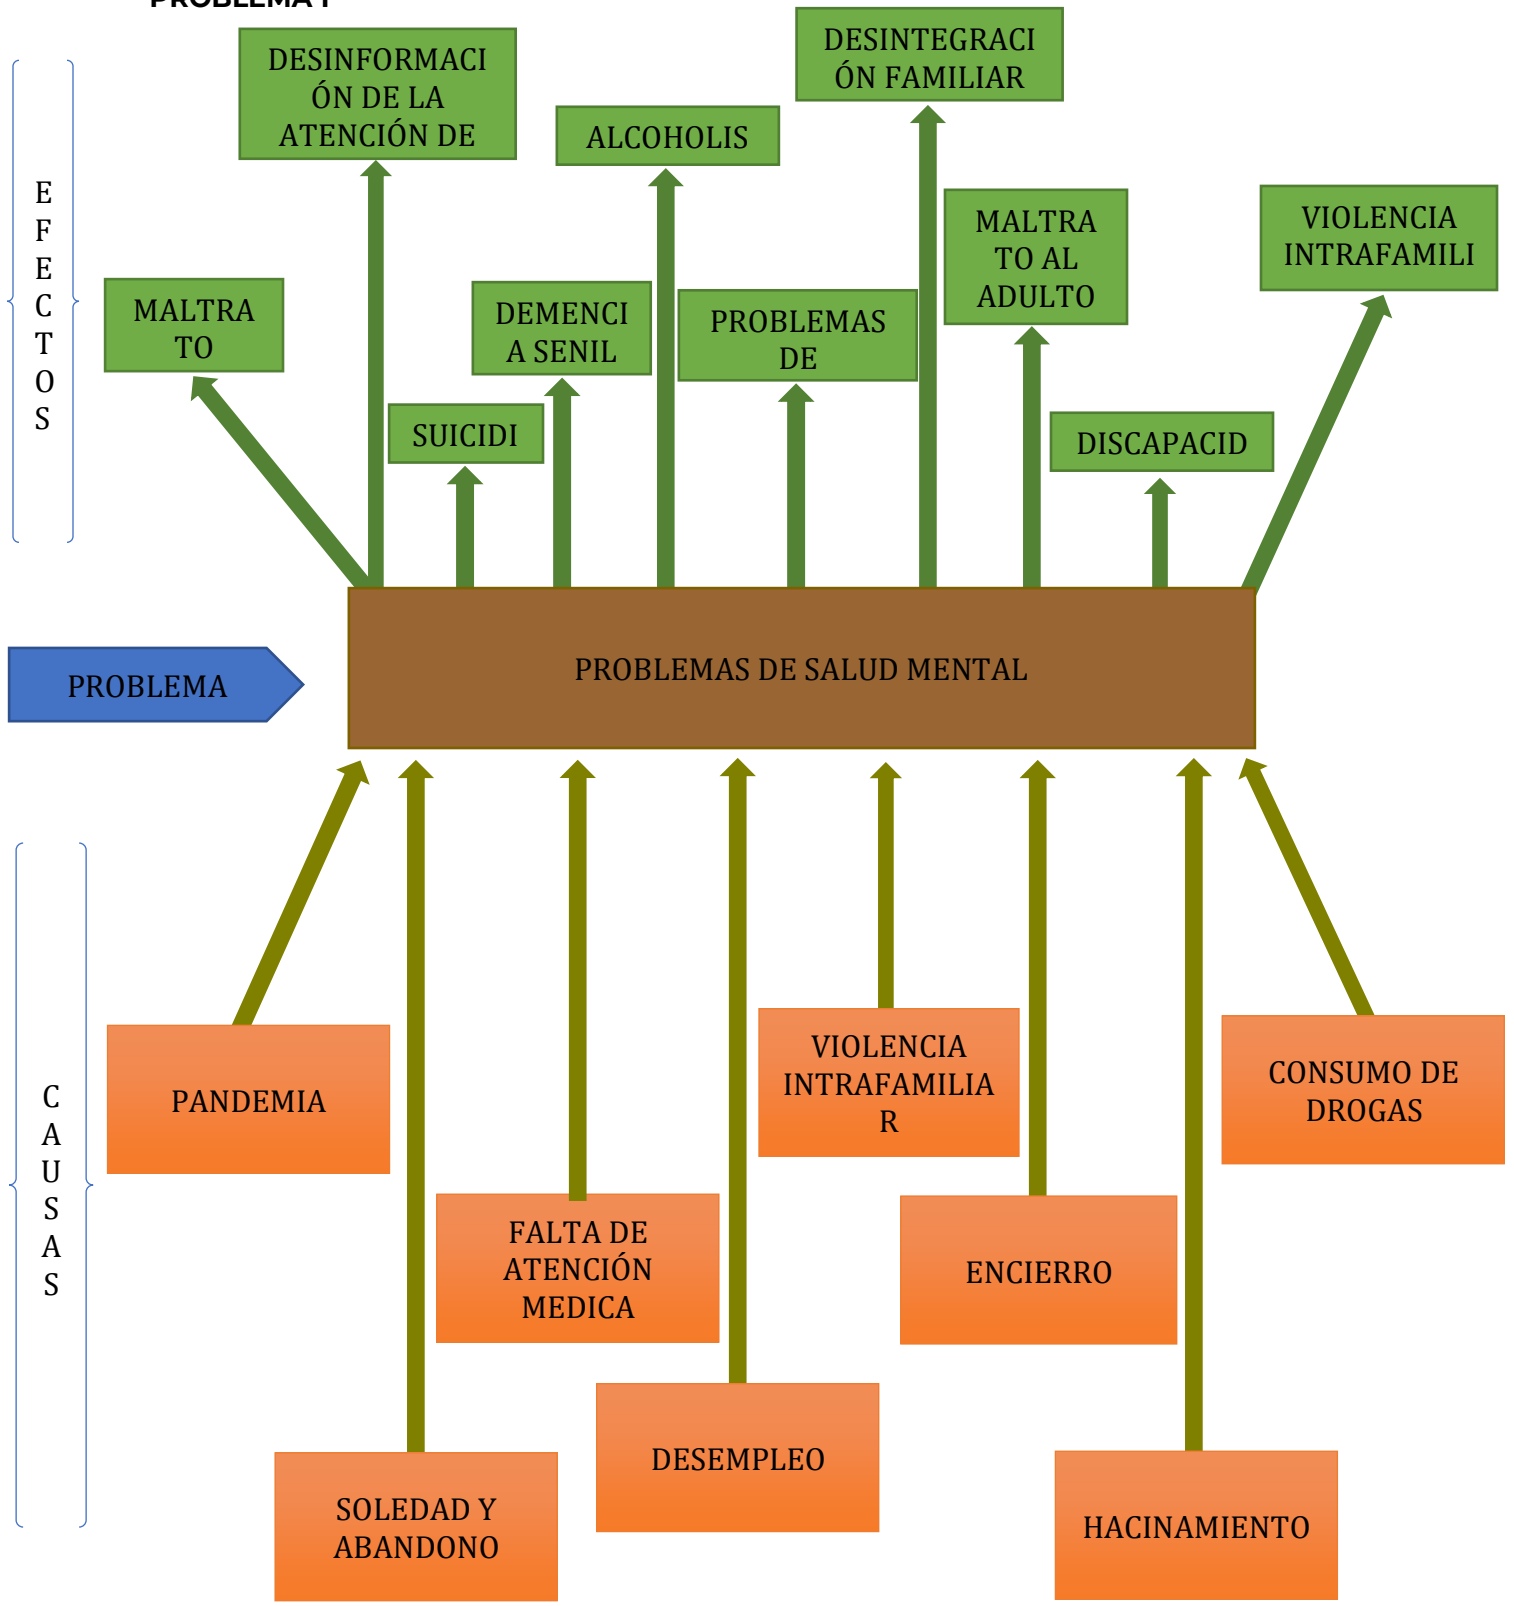 PROBLEMA 1
DESINFORMACI
ÓN DE LA
ATENCIÓN DE
DESINTEGRACI
ÓN FAMILIAR
ALCOHOLIS
MALTRA
TO AL
ADULTO
VIOLENCIA
INTRAFAMILI
MALTRA
TO
DEMENCI
A SENIL
PROBLEMAS
DE
SUICIDI
DISCAPACID
E
F
E
C
T
O
S
PROBLEMA
PROBLEMAS DE SALUD MENTAL
C
A
U
S
A
S
PANDEMIA
VIOLENCIA
INTRAFAMILIA
R
CONSUMO DE
DROGAS
FALTA DE
ATENCIÓN
MEDICA
ENCIERRO
DESEMPLEO
SOLEDAD Y
ABANDONO
HACINAMIENTO